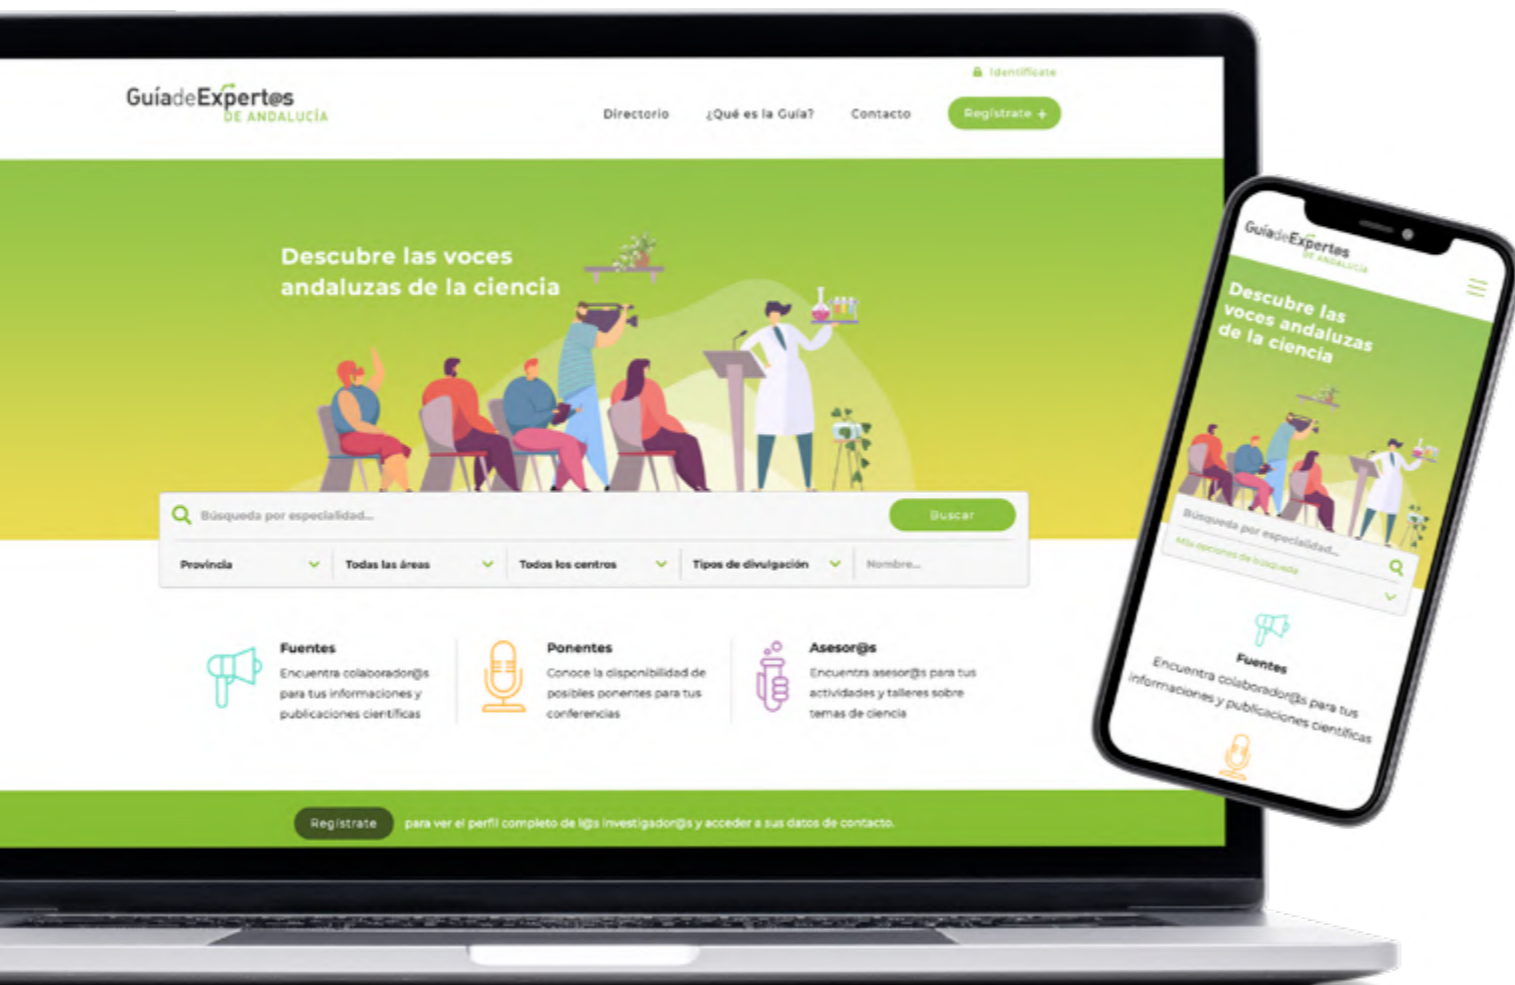 Identifícate
GuíadeExpert@s
DE ANDALUCÍA
Directorio
¿Qué es la Guía?
Contacto
Regístrate +
Descubre las voces
andaluzas de la ciencia
Búsqueda por especialidad...
Buscar
Provincia
Todas las áreas
Todos los centros
Tipos de divulgación
Nombre...
Fuentes
Encuentra colaborador@s
para tus informaciones y
publicaciones científicas
Ponentes
Conoce la disponibilidad de
posibles ponentes para tus
conferencias
Asesor@s
Encuentra asesor@s para tus
actividades y talleres sobre
temas de ciencia
Regístrate para ver el perfil completo de l@s investigador@s y acceder a sus datos de contacto.
GuíadeExpert@s
DE ANDALUCÍA
Descubre las
voces andaluzas
de la ciencia
Búsqueda por especialidad...
Más opciones de búsqueda
Fuentes
Encuentra colaborador@s para tus
informaciones y publicaciones científicas